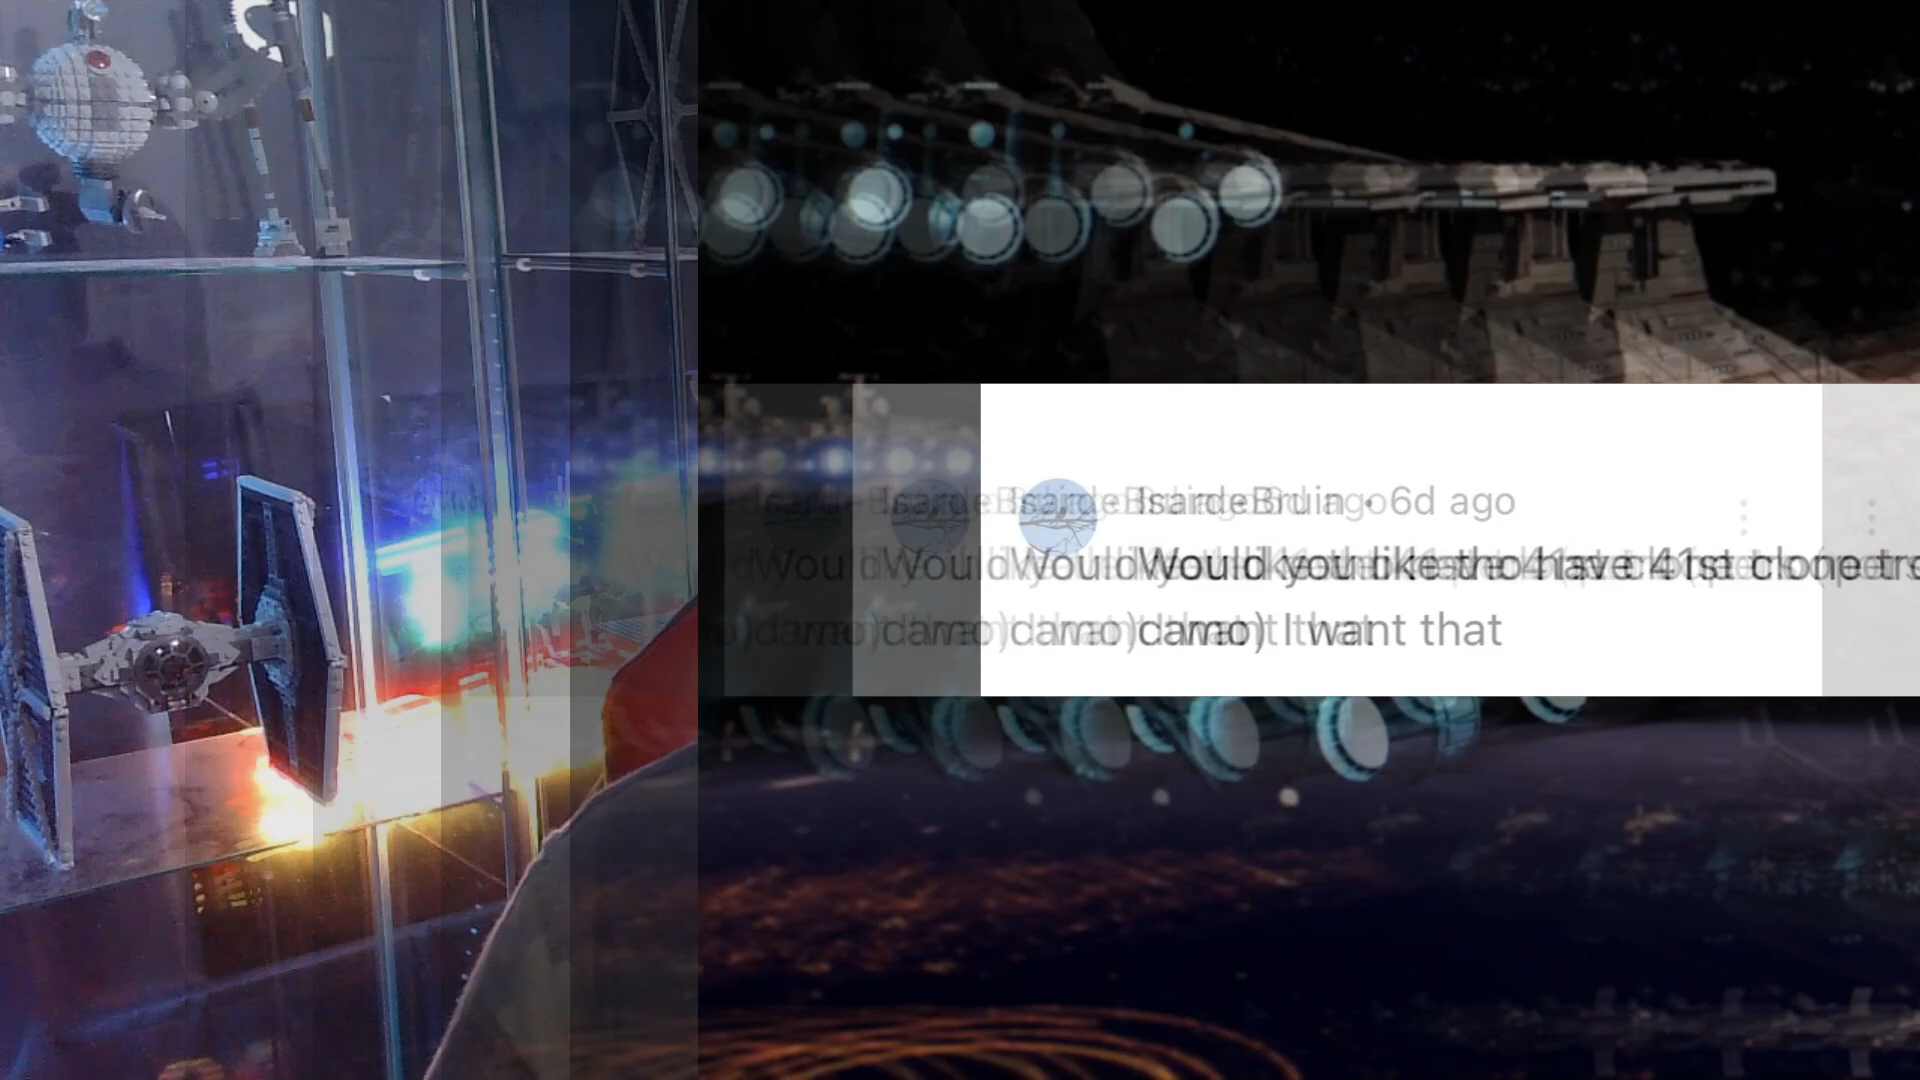 IsardeBruin • 6d ago
Would you like to have 41st clone
camo) I want that